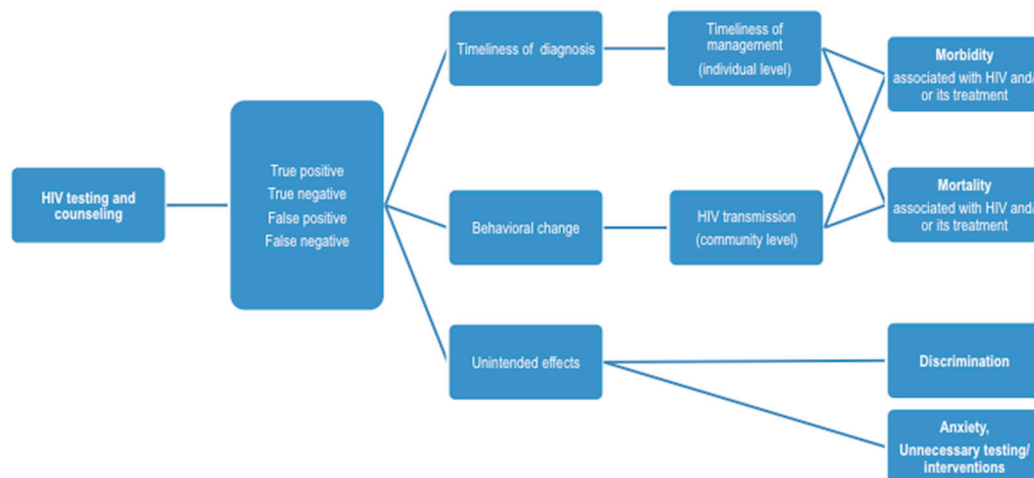 HIV testing and
counseling
True positive
True negative
False positive
False negative
Timeliness of diagnosis
Behavioral change
Unintended effects
Timeliness of
management
(individual level)
HIV transmission
(community level)
Morbidity
associated with HIV and/
or its treatment
Mortality
associated with HIV and/
or its treatment
Discrimination
Anxiety,
Unnecessary testing/
interventions